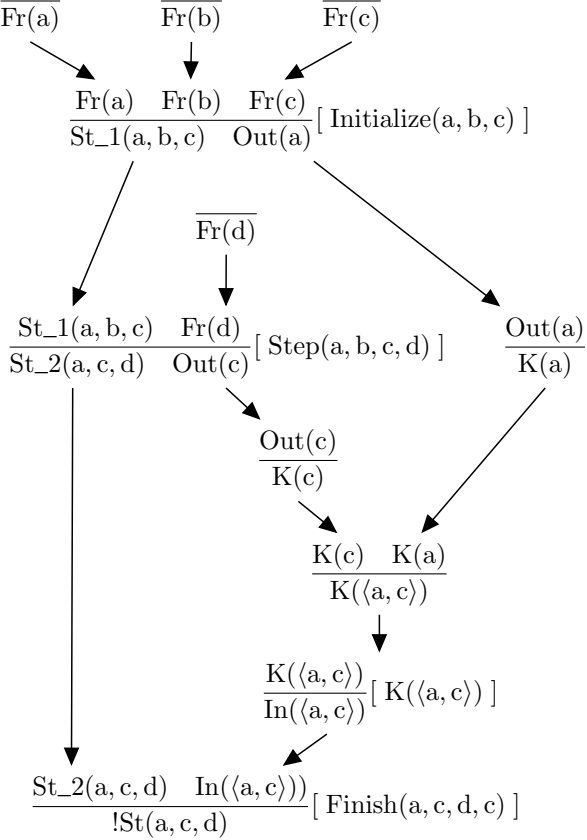 Fr(a) Fr(b) Fr(c)
Fr(a) Fr(b) Fr(c)
[ Initialize(a, b, c) ]
St_1(a, b, c) Out(a)
Fr(d)
St_1(a, b, c) Fr(d)
[ Step(a, b, c, d) ]
St_2(a, c, d) Out(c)
Out(a)
K(a)
Out(c)
K(c)
K(c) K(a)
K(⟨a, c⟩)
K(⟨a, c⟩)
[ K(⟨a, c⟩) ]
In(⟨a, c⟩)
St_2(a, c, d) In(⟨a, c⟩))
[ Finish(a, c, d, c) ]
!St(a, c, d)